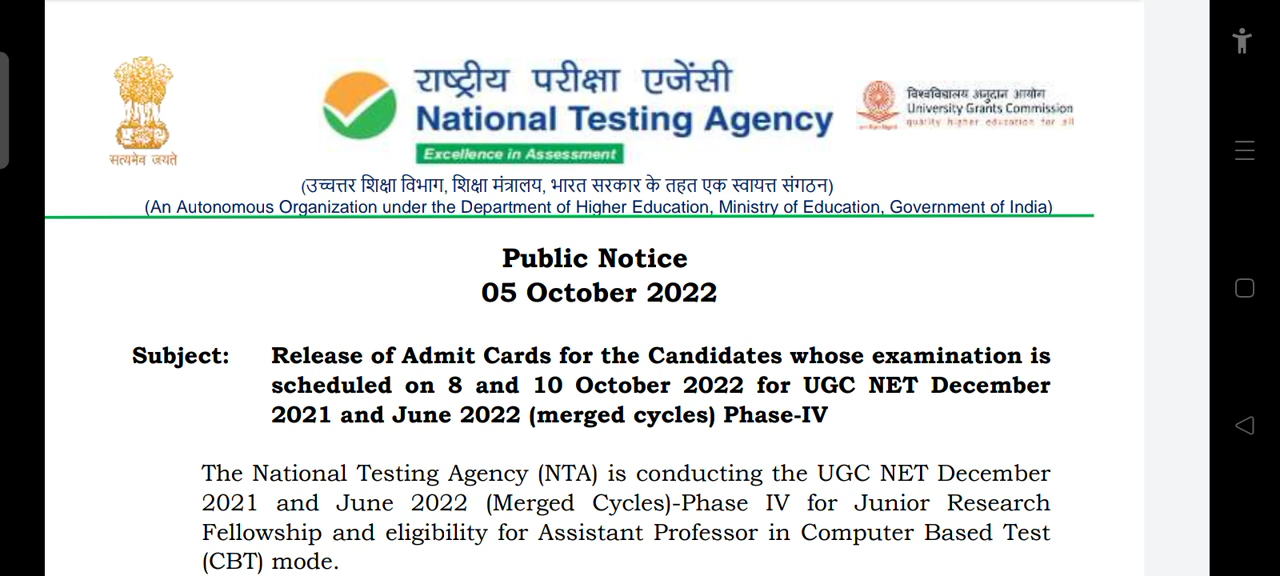 सत्यमेव जयते
राष्ट्रीय परीक्षा एजेंसी
National Testing Agency
Excellence in Assessment
विश्वविद्यालय अनुदान आयोग
University Grants Commission
quality higher education for all
(उच्चत्तर शिक्षा विभाग, शिक्षा मंत्रालय, भारत सरकार के तहत एक स्वायत्त संगठन)
(An Autonomous Organization under the Department of Higher Education, Ministry of Education, Government of India)
Public Notice
05 October 2022
Subject: Release of Admit Cards for the Candidates whose examination is
scheduled on 8 and 10 October 2022 for UGC NET December
2021 and June 2022 (merged cycles) Phase-IV
The National Testing Agency (NTA) is conducting the UGC NET December
2021 and June 2022 (Merged Cycles)-Phase IV for Junior Research
Fellowship and eligibility for Assistant Professor in Computer Based Test
(CBT) mode.